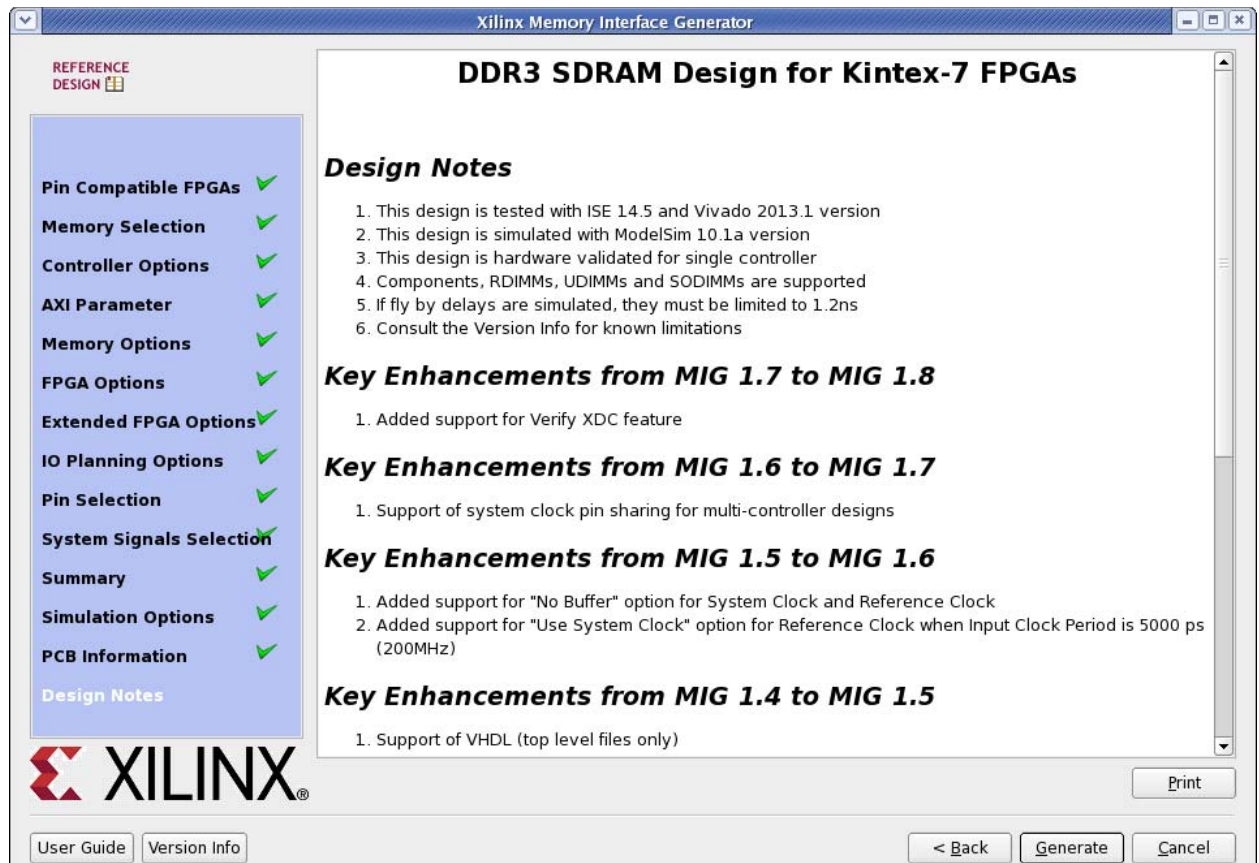 Xilinx Memory Interface Generator
REFERENCE
DESIGN
Pin Compatible FPGAs
Memory Selection
Controller Options
AXI Parameter
Memory Options
FPGA Options
Extended FPGA Options
IO Planning Options
Pin Selection
System Signals Selection
Summary
Simulation Options
PCB Information
Design Notes
XILINX®
DDR3 SDRAM Design for Kintex-7 FPGAs
Design Notes
1. This design is tested with ISE 14.5 and Vivado 2013.1 version
2. This design is simulated with ModelSim 10.1a version
3. This design is hardware validated for single controller
4. Components, RDIMMs, UDIMMs and SODIMMs are supported
5. If fly by delays are simulated, they must be limited to 1.2ns
6. Consult the Version Info for known limitations
Key Enhancements from MIG 1.7 to MIG 1.8
1. Added support for Verify XDC feature
Key Enhancements from MIG 1.6 to MIG 1.7
1. Support of system clock pin sharing for multi-controller designs
Key Enhancements from MIG 1.5 to MIG 1.6
1. Added support for "No Buffer" option for System Clock and Reference Clock
2. Added support for "Use System Clock" option for Reference Clock when Input Clock Period is 5000 ps
(200MHz)
Key Enhancements from MIG 1.4 to MIG 1.5
1. Support of VHDL (top level files only)
Print
User Guide
Version Info
< Back
Generate
Cancel